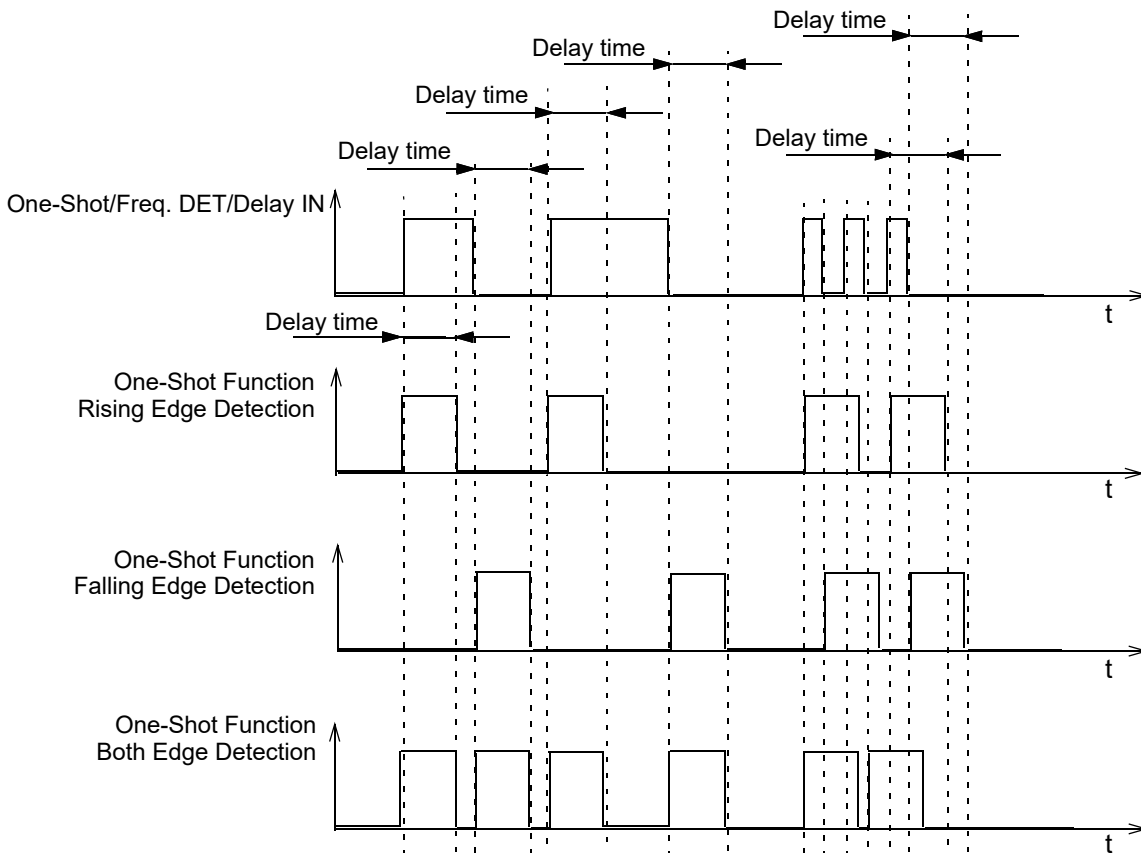 Delay time
Delay time
Delay time
Delay time
Delay time
One-Shot/Freq. DET/Delay IN
t
Delay time
One-Shot Function
Rising Edge Detection
t
One-Shot Function
Falling Edge Detection
t
One-Shot Function
Both Edge Detection
t